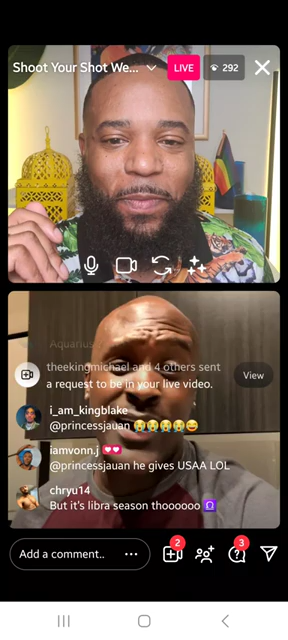 Shoot Your Shot We...
LIVE
292
Aquarius
theekingmichael and 4 others sent
a request to be in your live video.
View
i_am_kingblake
@princessjauan 😭😭😭😭😅
iamvonn.j 💕
@princessjauan he gives USAA LOL
chryu14
But it's libra season thoooooo ♎
Add a comment..
2
3